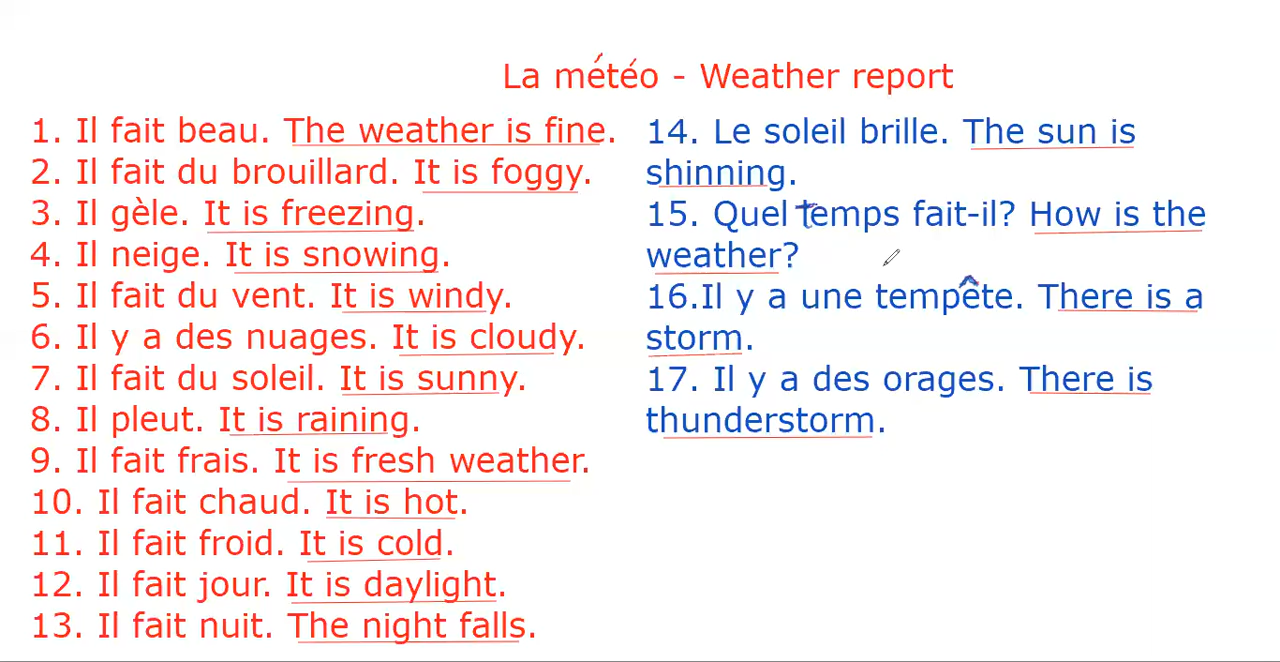 La météo - Weather report
1. Il fait beau. The weather is fine.
2. Il fait du brouillard. It is foggy.
3. Il gèle. It is freezing.
4. Il neige. It is snowing.
5. Il fait du vent. It is windy.
6. Il y a des nuages. It is cloudy.
7. Il fait du soleil. It is sunny.
8. Il pleut. It is raining.
9. Il fait frais. It is fresh weather.
10. Il fait chaud. It is hot.
11. Il fait froid. It is cold.
12. Il fait jour. It is daylight.
13. Il fait nuit. The night falls.
14. Le soleil brille. The sun is
shinning.
15. Quel temps fait-il? How is the
weather?
16.Il y a une tempête. There is a
storm.
17. Il y a des orages. There is
thunderstorm.